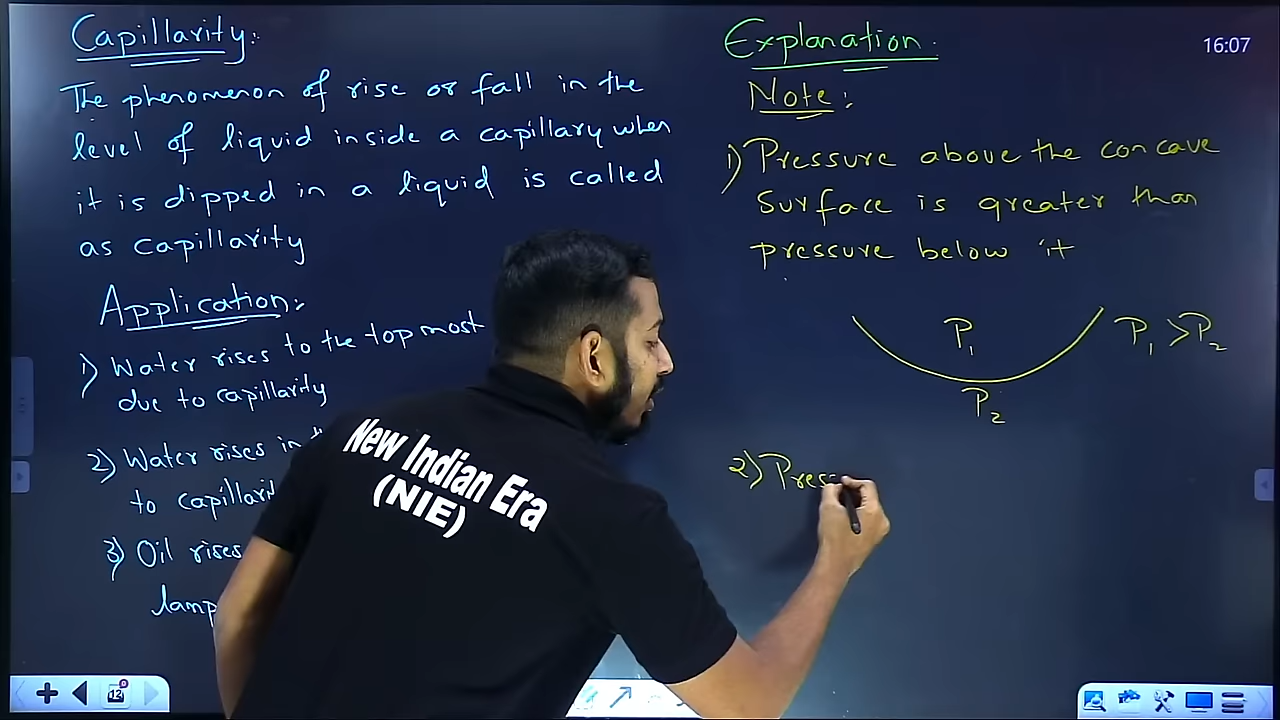 Capillarity:
The phenomenon of rise or fall in the
level of liquid inside a capillary when
it is dipped in a liquid is called
as capillarity
Application:
1) Water rises to the top most
due to capillarity
2) Water rises in
to capillari
3) Oil rises
lamp
Explanation:
Note:
1) Pressure above the concave
surface is greater than
pressure below it
P1
P1 > P2
P2
2) Press
16:07
New Indian Era
(NIE)
12